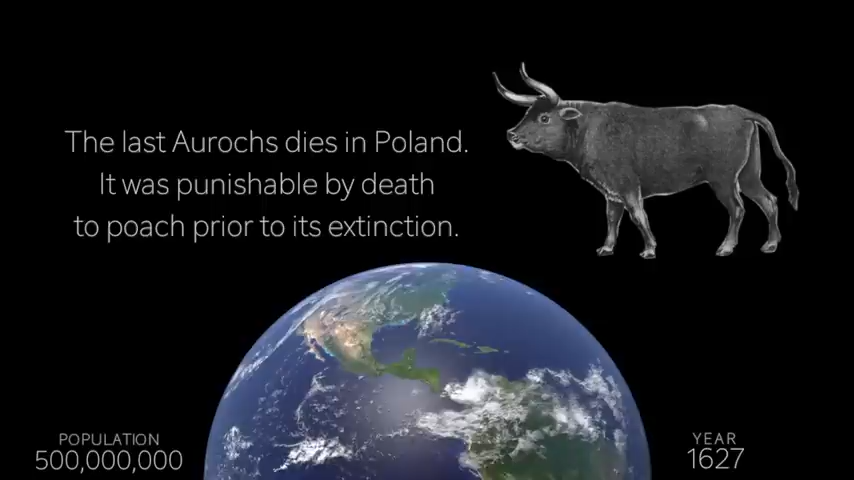 The last Aurochs dies in Poland.
It was punishable by death
to poach prior to its extinction.
POPULATION
500,000,000
YEAR
1627